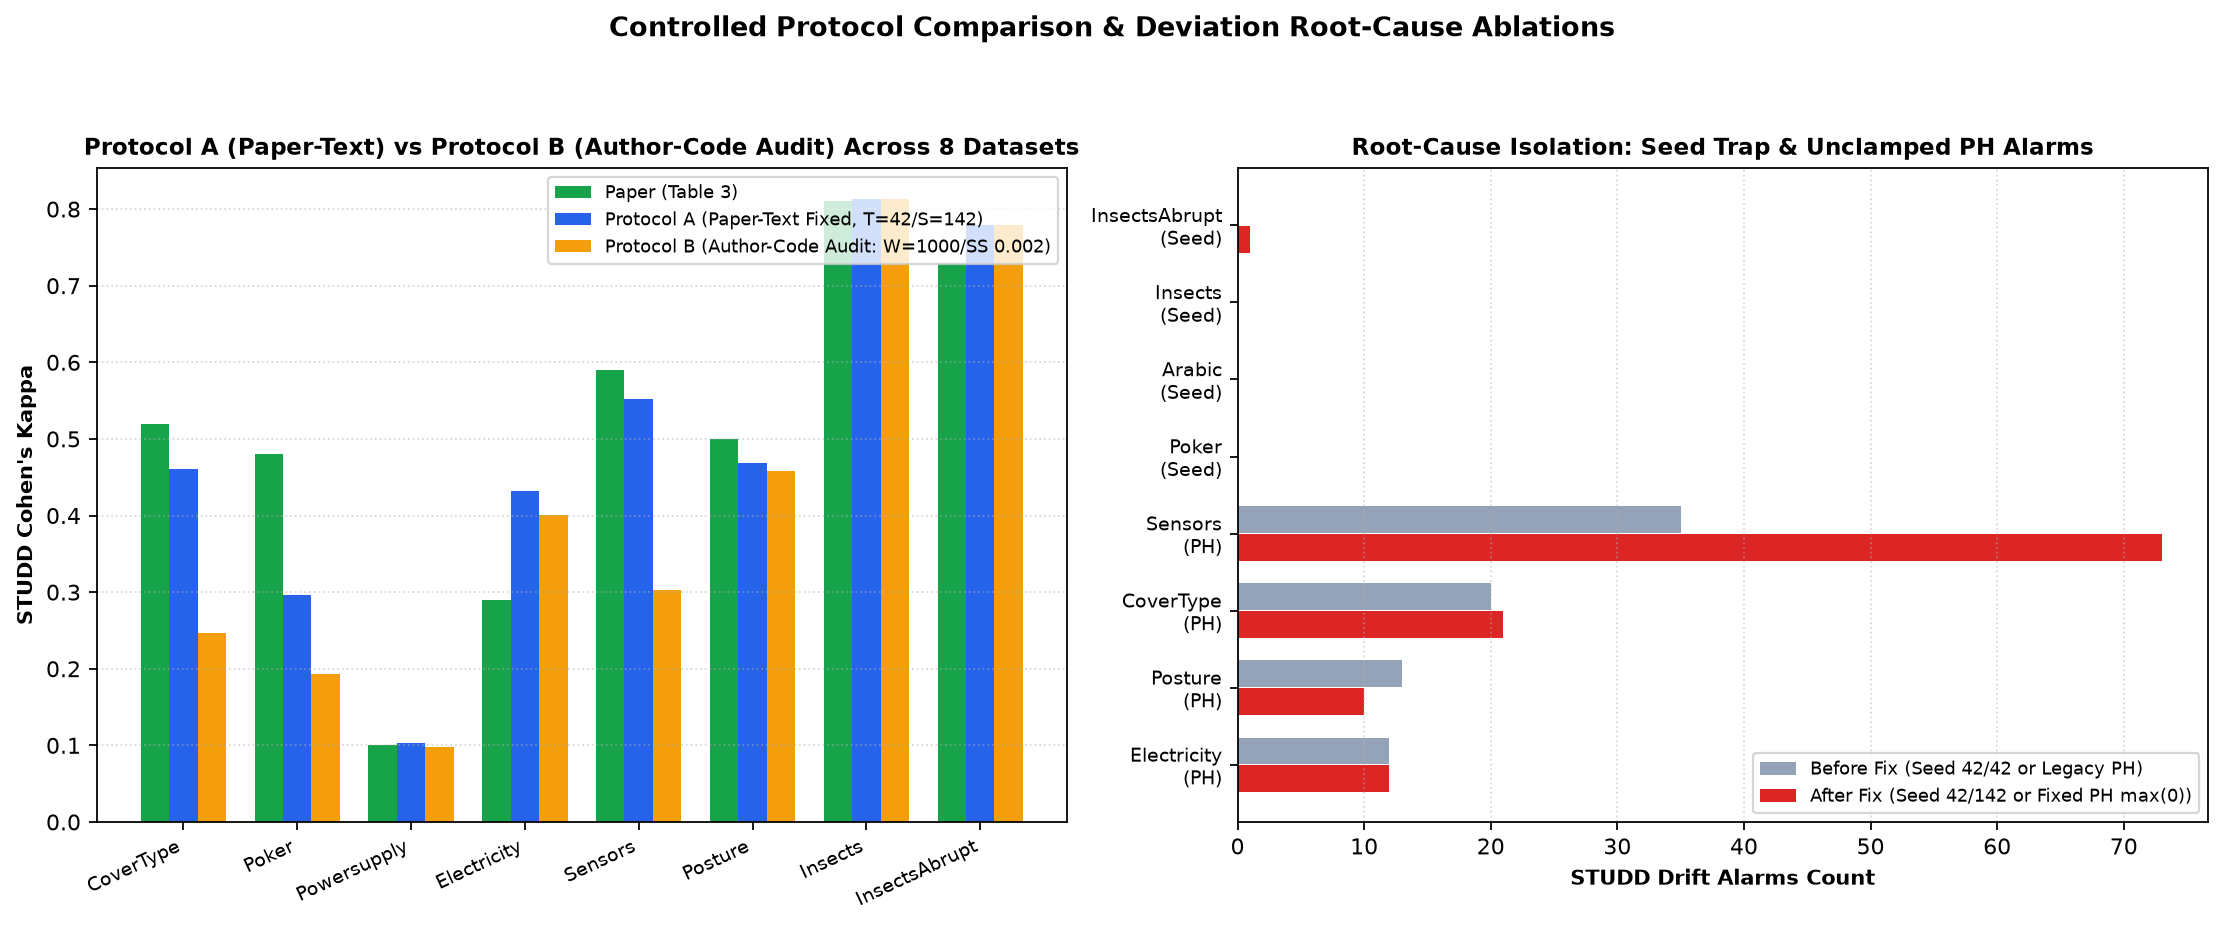 Controlled Protocol Comparison & Deviation Root-Cause Ablations
Protocol A (Paper-Text) vs Protocol B (Author-Code Audit) Across 8 Datasets
STUDD Cohen's Kappa
0.8
0.7
0.6
0.5
0.4
0.3
0.2
0.1
0.0
Paper (Table 3)
Protocol A (Paper-Text Fixed, T=42/S=142)
Protocol B (Author-Code Audit: W=1000/SS 0.002)
CoverType
Poker
Powersupply
Electricity
Sensors
Posture
Insects
InsectsAbrupt
Root-Cause Isolation: Seed Trap & Unclamped PH Alarms
InsectsAbrupt
(Seed)
Insects
(Seed)
Arabic
(Seed)
Poker
(Seed)
Sensors
(PH)
CoverType
(PH)
Posture
(PH)
Electricity
(PH)
Before Fix (Seed 42/42 or Legacy PH)
After Fix (Seed 42/142 or Fixed PH max(0))
0 10 20 30 40 50 60 70
STUDD Drift Alarms Count